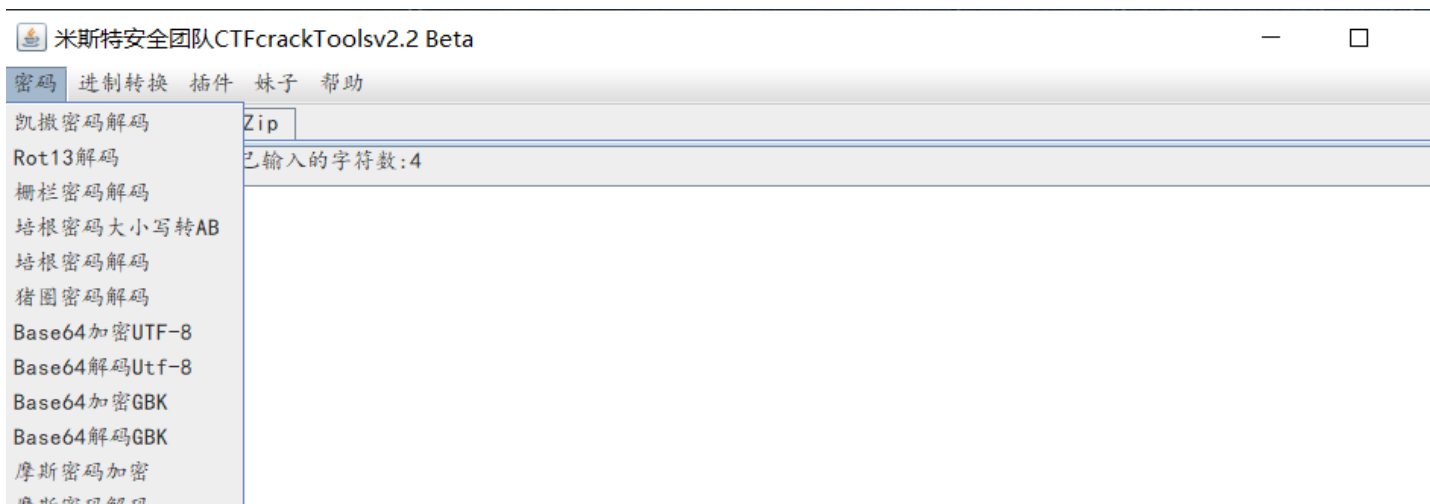 米斯特安全团队CTFcrackToolsv2.2 Beta
密码 进制转换 插件 妹子 帮助
凯撒密码解码
Zip
Rot13解码
已输入的字符数:4
栅栏密码解码
培根密码大小写转AB
培根密码解码
猪圈密码解码
Base64加密UTF-8
Base64解码Utf-8
Base64加密GBK
Base64解码GBK
摩斯密码加密
摩斯密码解码